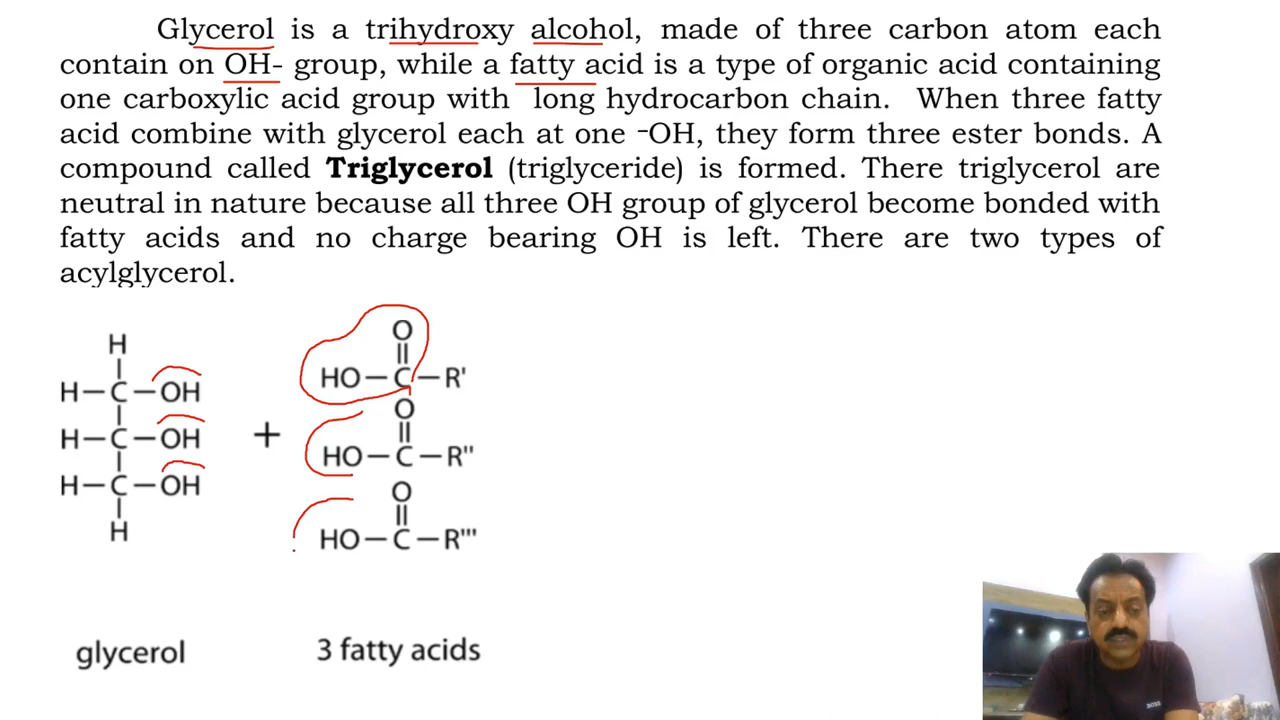 Glycerol is a trihydroxy alcohol, made of three carbon atom each
contain on OH- group, while a fatty acid is a type of organic acid containing
one carboxylic acid group with long hydrocarbon chain. When three fatty
acid combine with glycerol each at one ⁻OH, they form three ester bonds. A
compound called Triglycerol (triglyceride) is formed. There triglycerol are
neutral in nature because all three OH group of glycerol become bonded with
fatty acids and no charge bearing OH is left. There are two types of
acylglycerol.
H
H–C–OH
H–C–OH
H–C–OH
H
+
O
HO–C–R'
O
HO–C–R"
O
HO–C–R"'
glycerol
3 fatty acids
BOSS